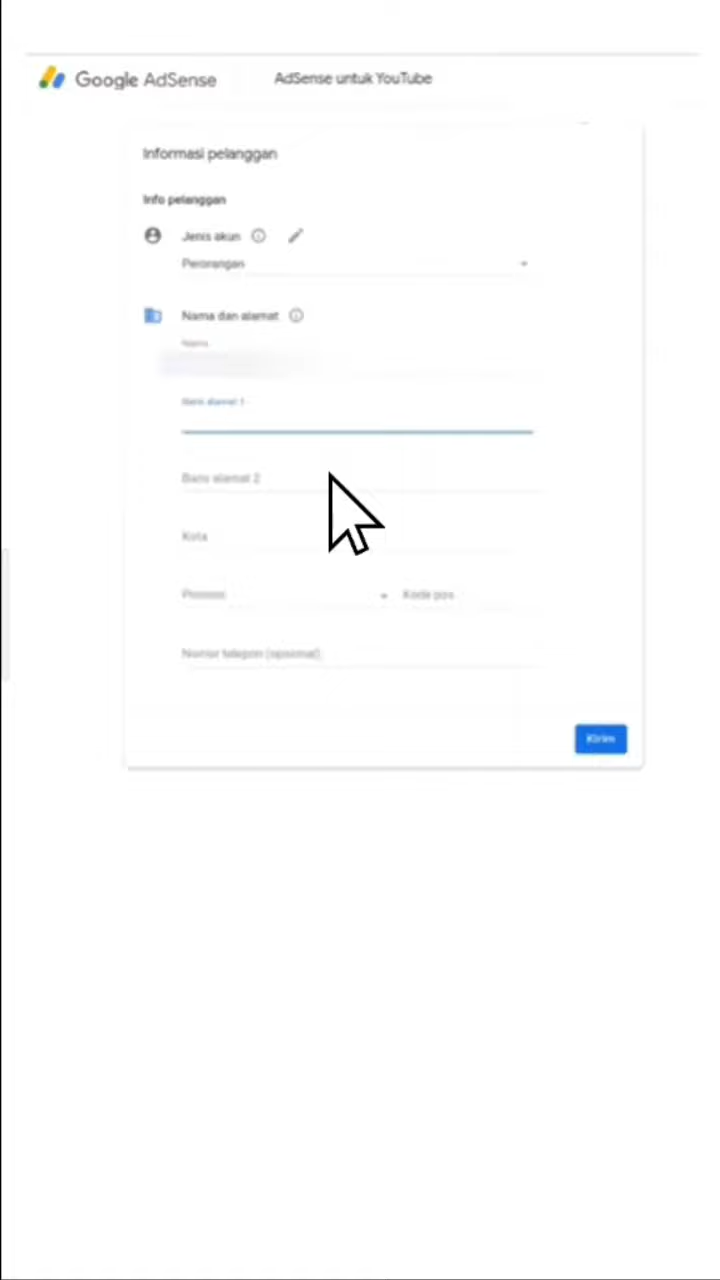 Google AdSense
AdSense untuk YouTube
Informasi pelanggan
Info pelanggan
Jenis akun
Perorangan
Nama dan alamat
Nama
Baris alamat 1
Baris alamat 2
Kota
Provinsi
Kode pos
Nomor telepon (opsional)
Kirim